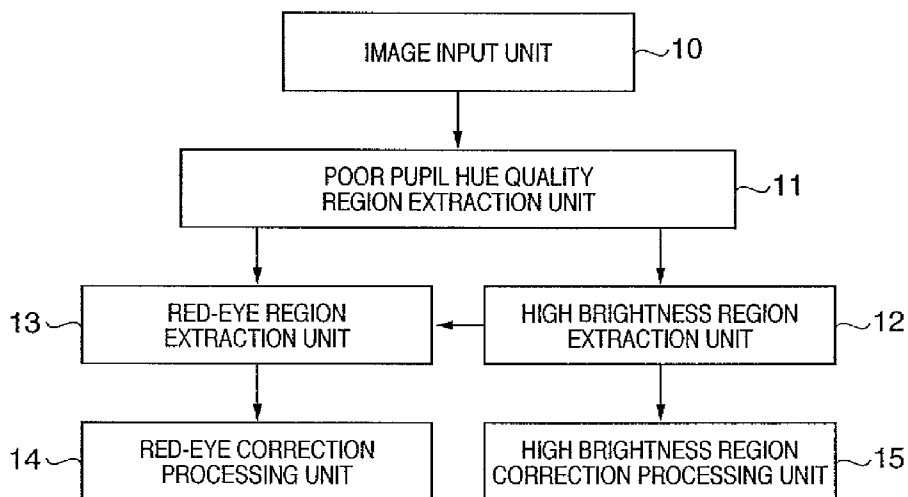 IMAGE INPUT UNIT
10
POOR PUPIL HUE QUALITY
REGION EXTRACTION UNIT
11
13
RED-EYE REGION
EXTRACTION UNIT
HIGH BRIGHTNESS REGION
EXTRACTION UNIT
12
14
RED-EYE CORRECTION
PROCESSING UNIT
HIGH BRIGHTNESS REGION
CORRECTION PROCESSING UNIT
15